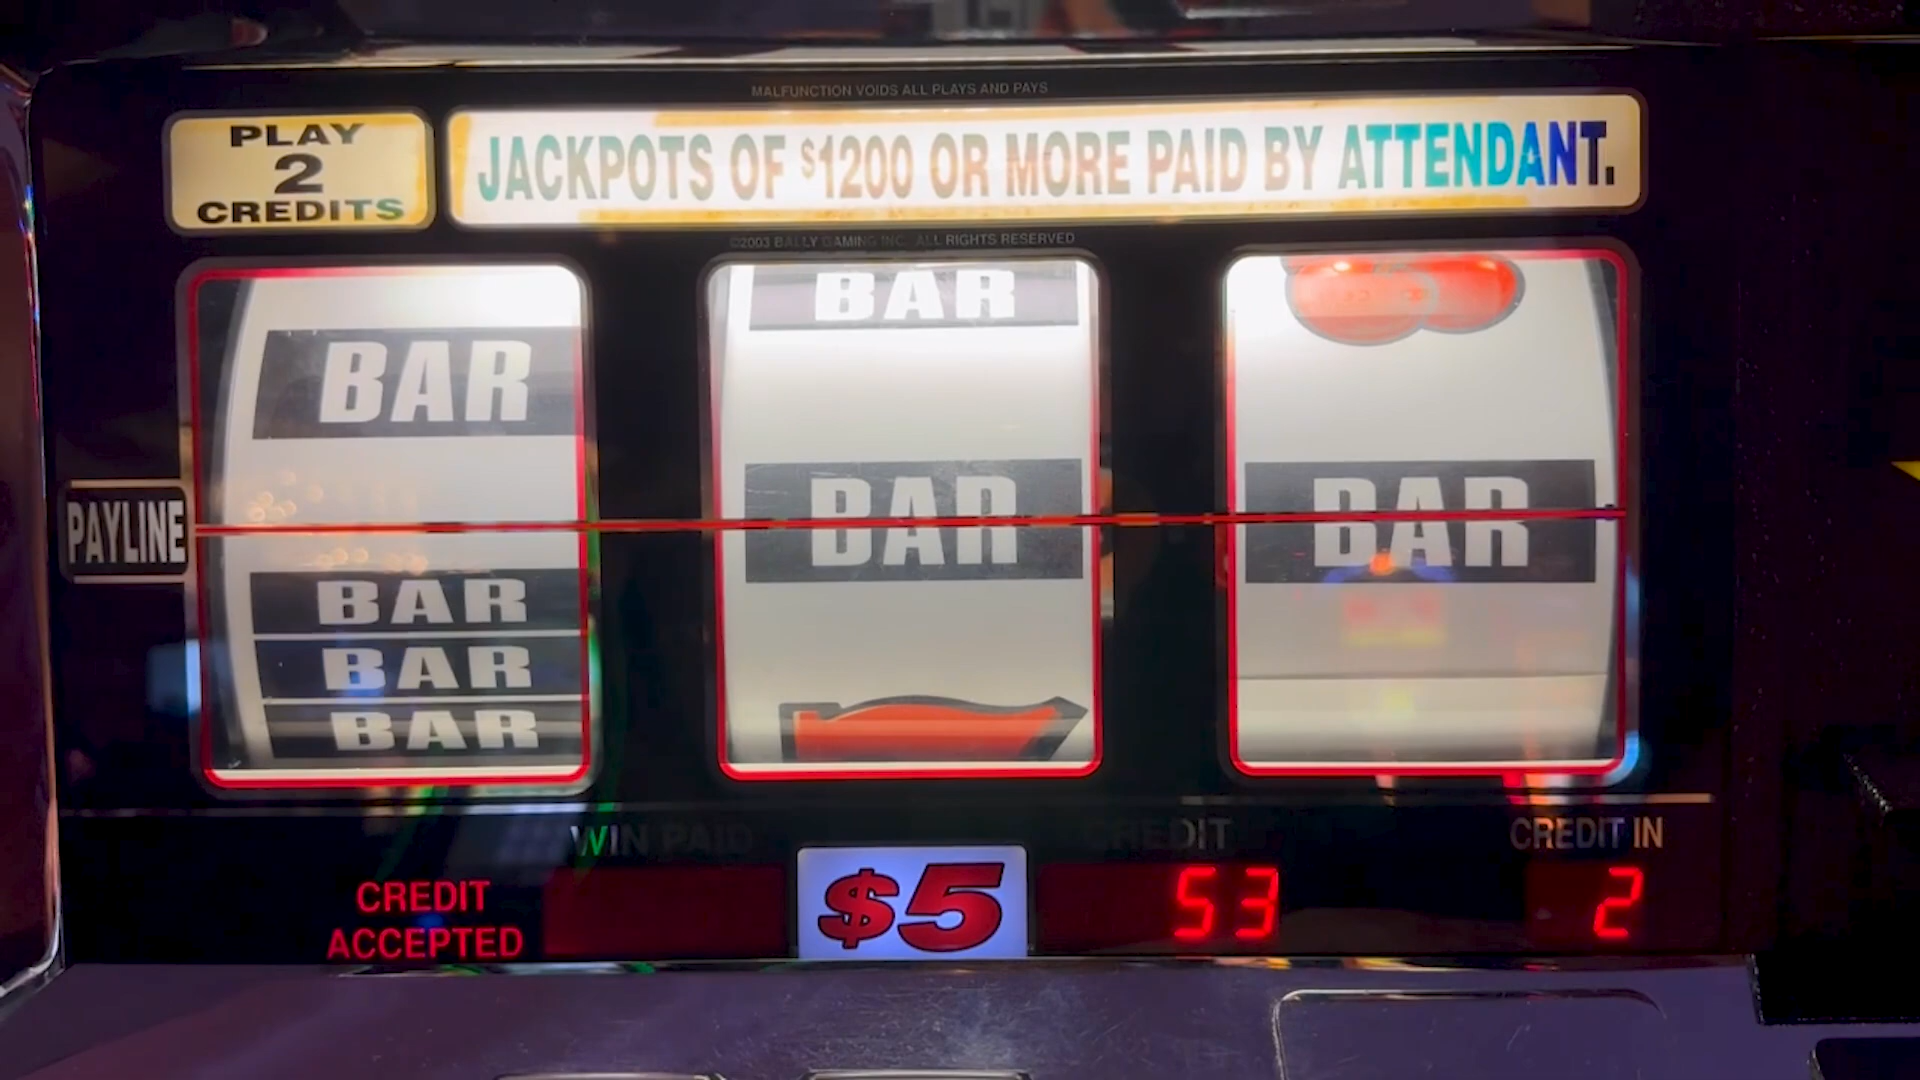 MALFUNCTION VOIDS ALL PLAYS AND PAYS
PLAY
2
CREDITS
JACKPOTS OF $1200 OR MORE PAID BY ATTENDANT.
©2003 BALLY GAMING INC. ALL RIGHTS RESERVED
BAR
BAR
PAYLINE
BAR
BAR
BAR
BAR
BAR
WIN PAID
CREDIT
CREDIT IN
CREDIT
ACCEPTED
$5
53
2